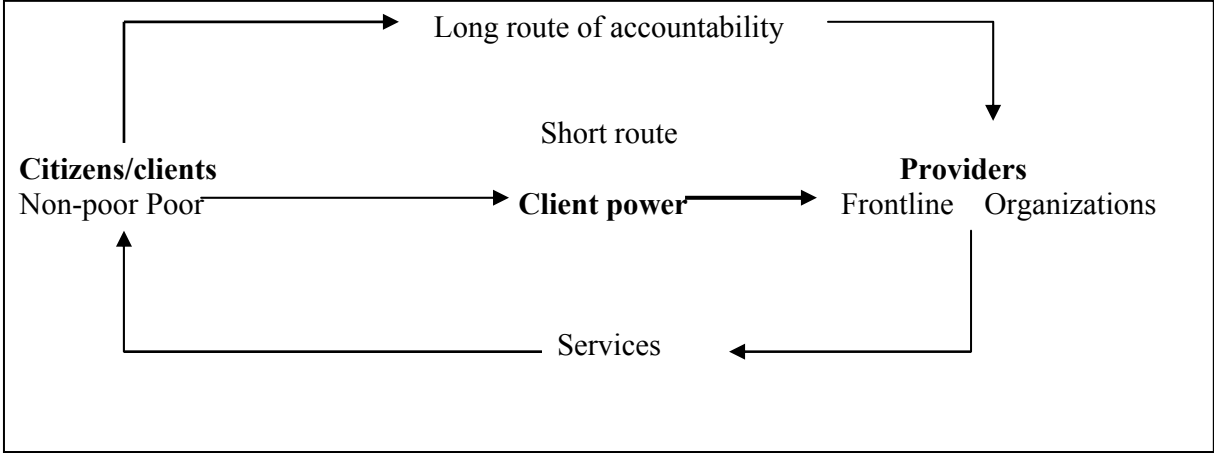 Long route of accountability
Short route
Citizens/clients
Providers
Non-poor Poor
Client power
Frontline Organizations
Services